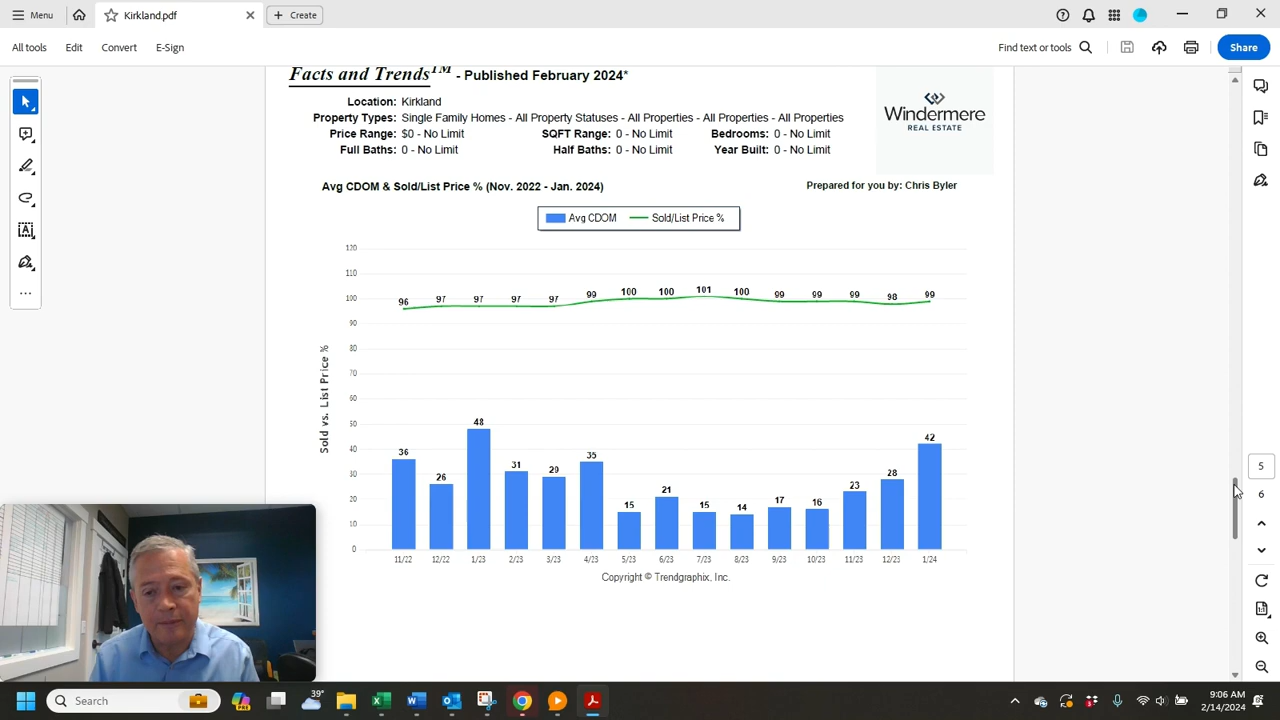 Menu
Kirkland.pdf
Create
All tools
Edit
Convert
E-Sign
Find text or tools
Share
Facts and Trends™ - Published February 2024*
Location: Kirkland
Property Types: Single Family Homes - All Property Statuses - All Properties - All Properties - All Properties
Price Range: $0 - No Limit SQFT Range: 0 - No Limit Bedrooms: 0 - No Limit
Full Baths: 0 - No Limit Half Baths: 0 - No Limit Year Built: 0 - No Limit
Windermere
REAL ESTATE
Avg CDOM & Sold/List Price % (Nov. 2022 - Jan. 2024)
Prepared for you by: Chris Byler
Avg CDOM Sold/List Price %
120
110
100
90
80
70
60
50
40
30
20
10
0
Sold vs. List Price %
96 97 97 97 97 99 100 100 101 100 99 99 99 98 99
36 26 48 31 29 35 15 21 15 14 17 16 23 28 42
11/22 12/22 1/23 2/23 3/23 4/23 5/23 6/23 7/23 8/23 9/23 10/23 11/23 12/23 1/24
Copyright © Trendgraphix, Inc.
5
6
Search
39°
9:06 AM
2/14/2024